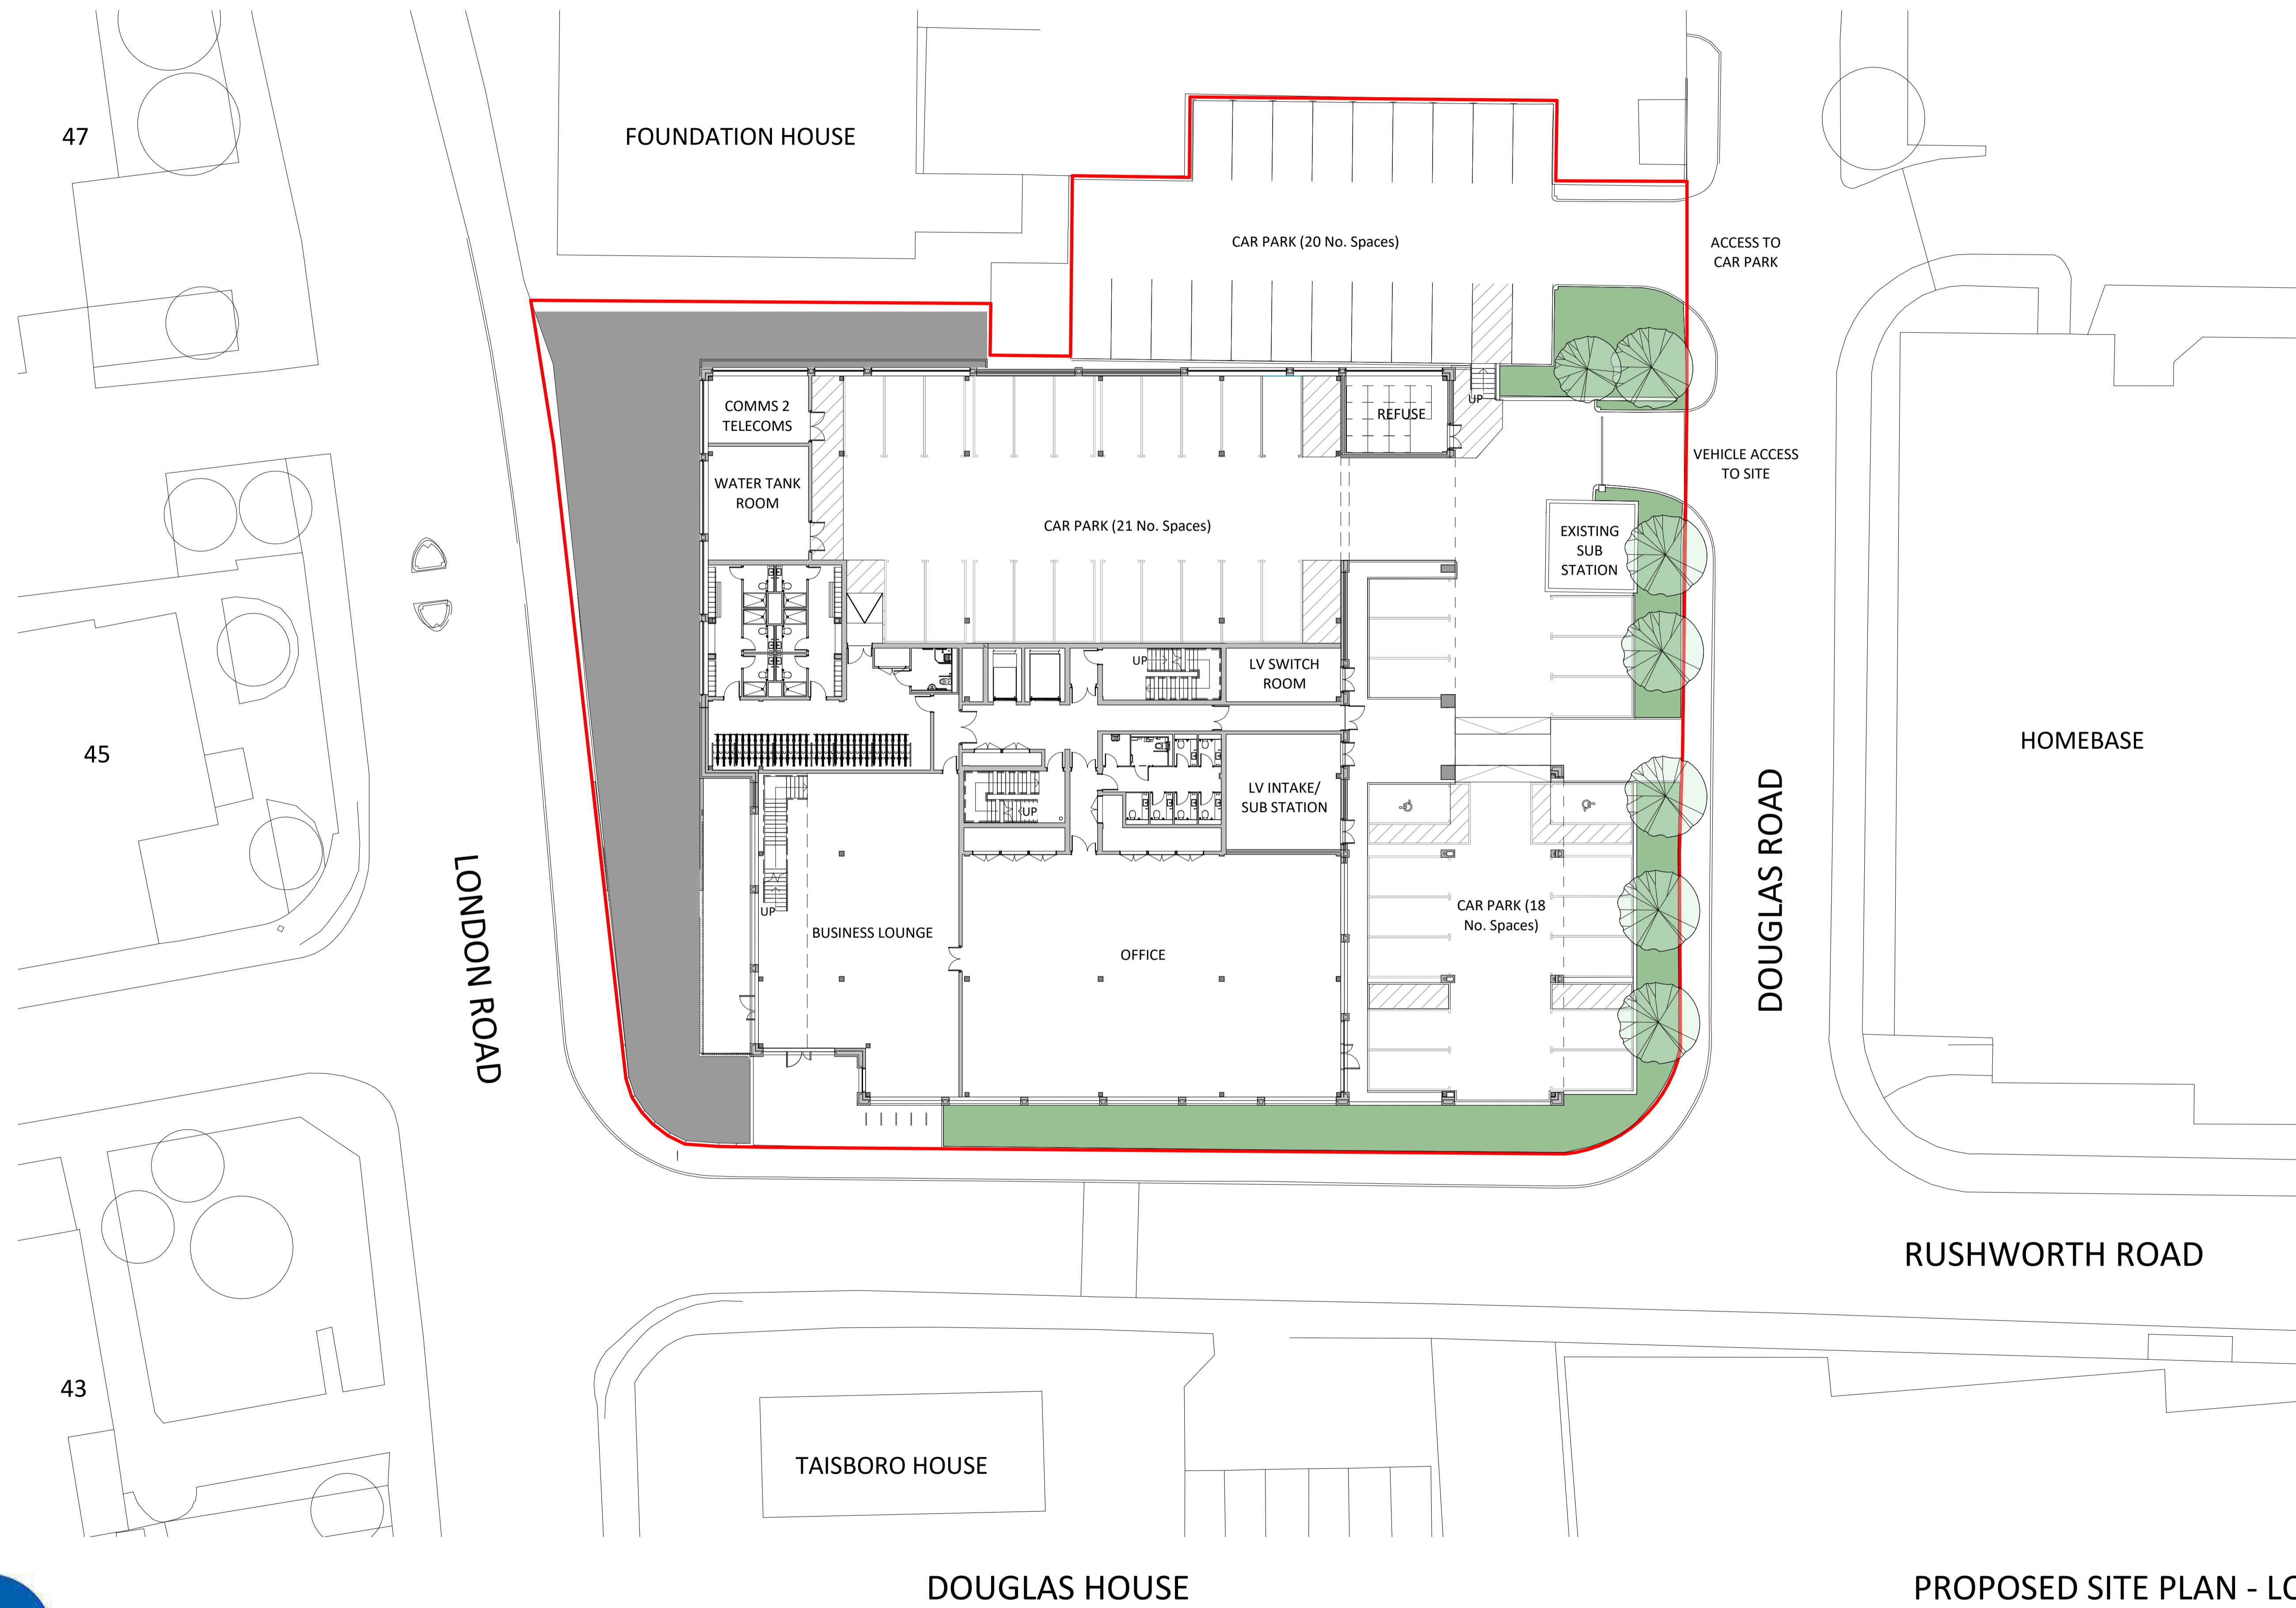 47
FOUNDATION HOUSE
CAR PARK (20 No. Spaces)
ACCESS TO
CAR PARK
COMMS 2
TELECOMS
REFUSE
UP
WATER TANK
ROOM
VEHICLE ACCESS
TO SITE
CAR PARK (21 No. Spaces)
EXISTING
SUB
STATION
UP
LV SWITCH
ROOM
45
HOMEBASE
LV INTAKE/
SUB STATION
UP
UP
BUSINESS LOUNGE
OFFICE
CAR PARK (18
No. Spaces)
LONDON ROAD
DOUGLAS ROAD
RUSHWORTH ROAD
43
TAISBORO HOUSE
DOUGLAS HOUSE
PROPOSED SITE PLAN -